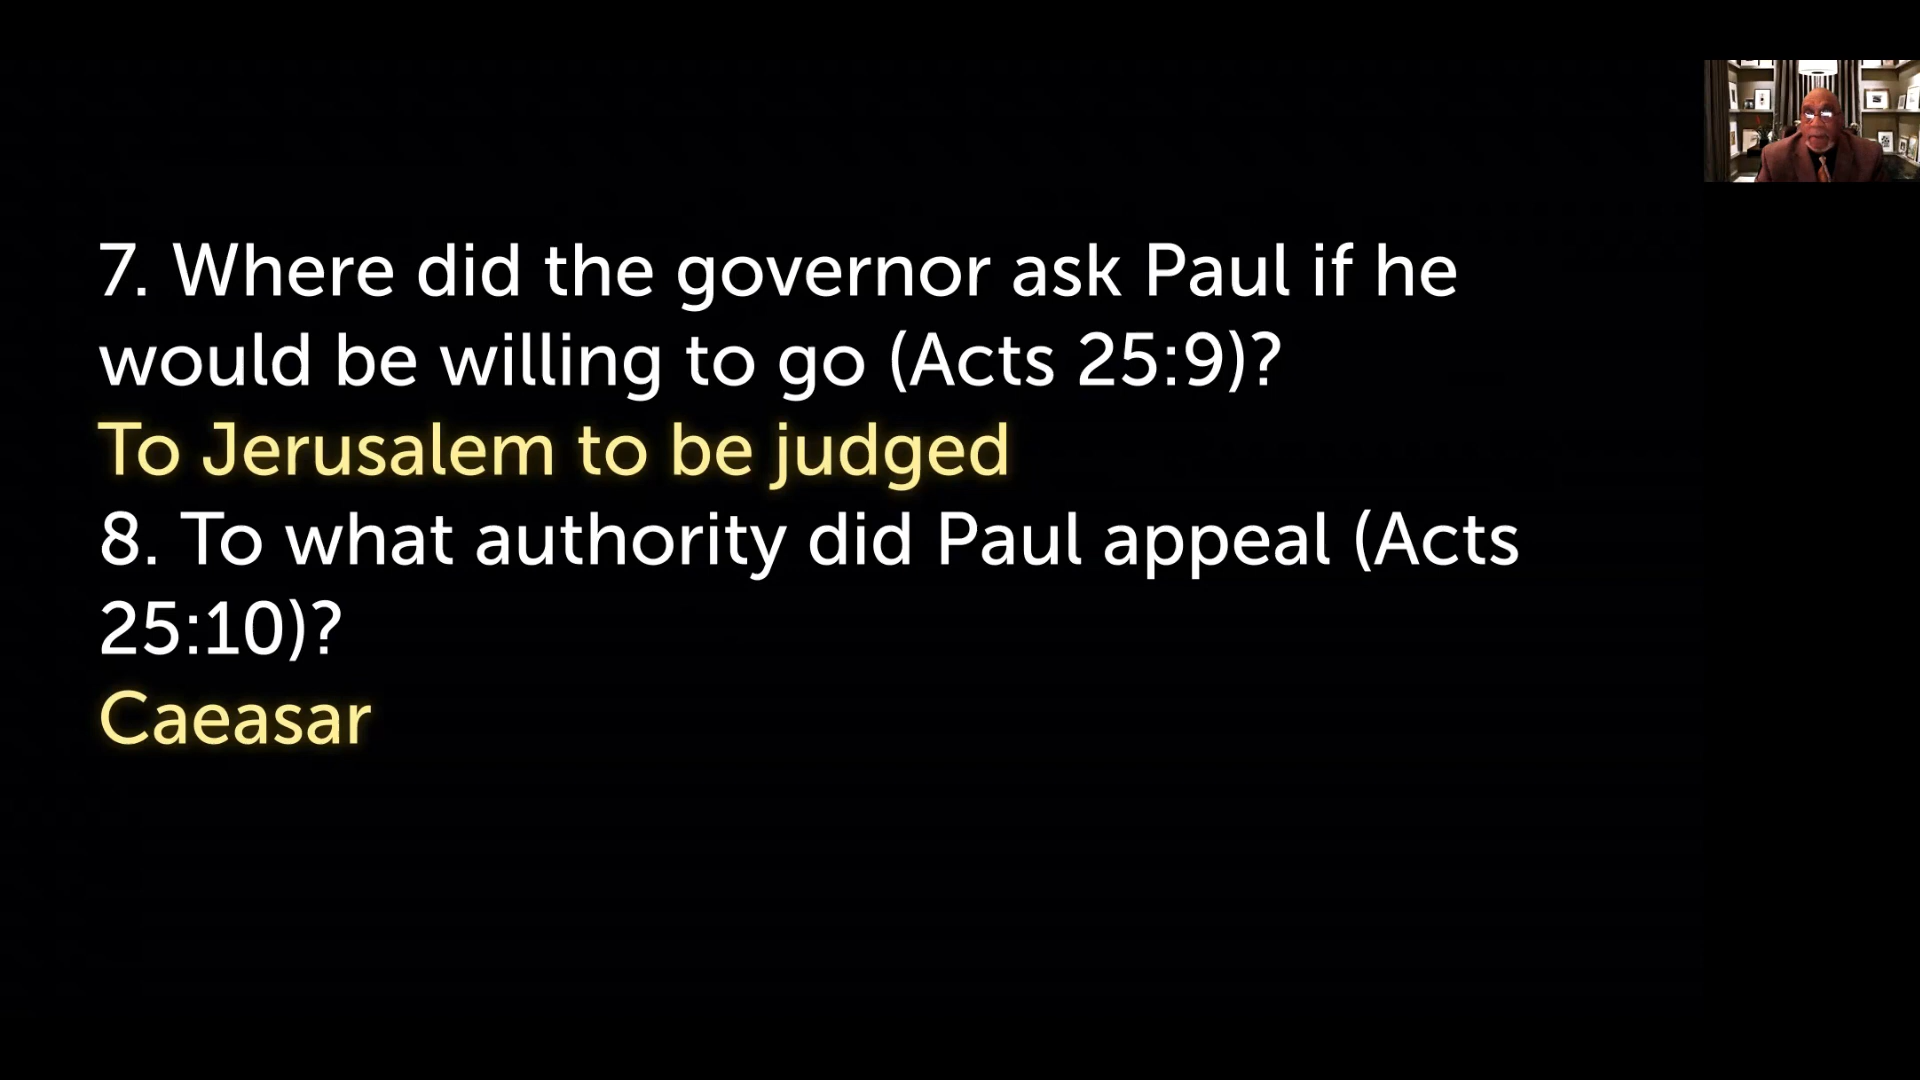 7. Where did the governor ask Paul if he
would be willing to go (Acts 25:9)?
To Jerusalem to be judged
8. To what authority did Paul appeal (Acts
25:10)?
Caeasar